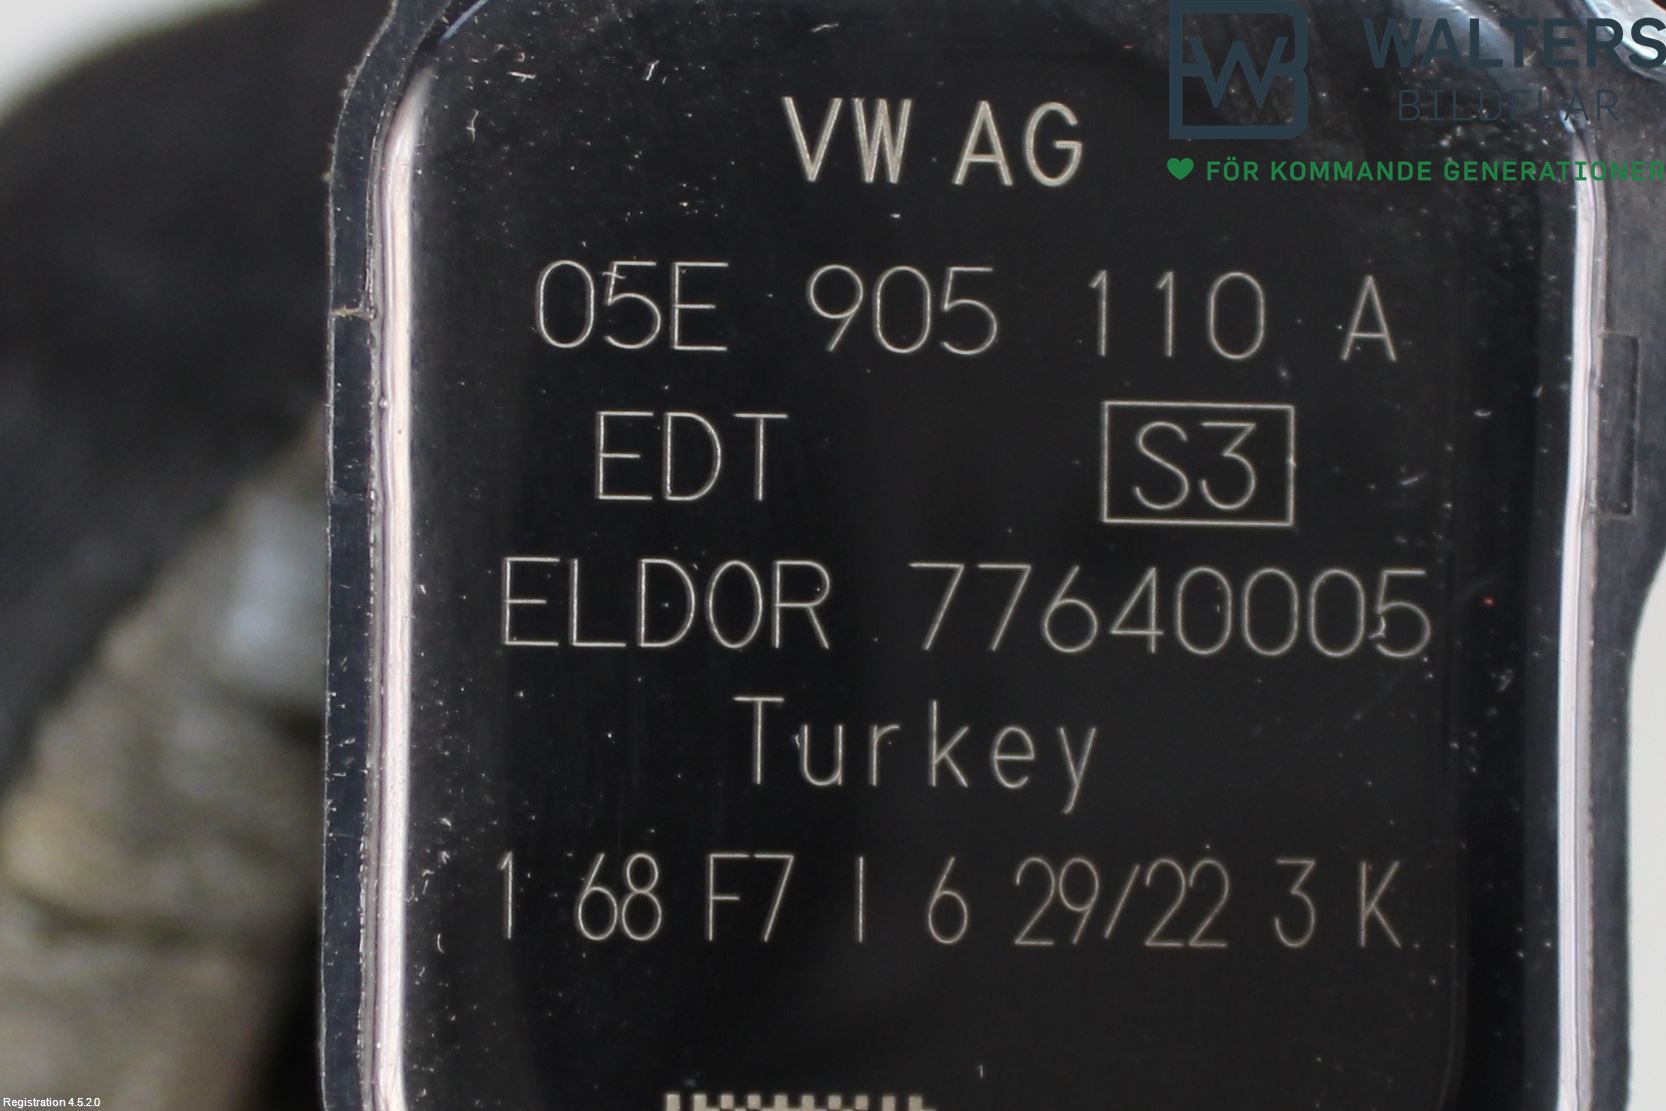 WALTERS
BILDELAR
FÖR KOMMANDE GENERATIONER
VW AG
05E 905 110 A
EDT S3
ELDOR 77640005
Turkey
1 68 F7 I 6 29/22 3 K
Registration 4.5.2.0